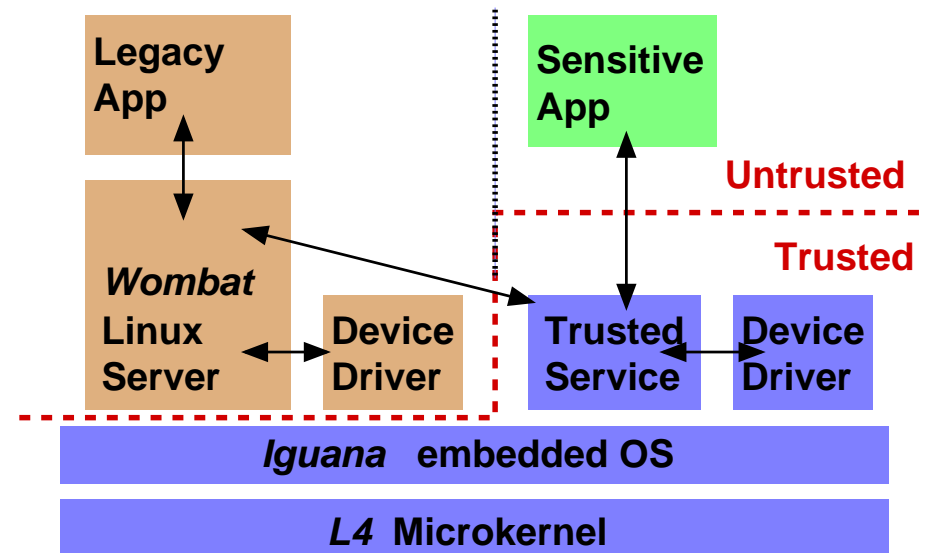 Legacy
App
Sensitive
App
Untrusted
Trusted
Wombat
Linux
Server
Device
Driver
Trusted
Service
Device
Driver
Iguana embedded OS
L4 Microkernel